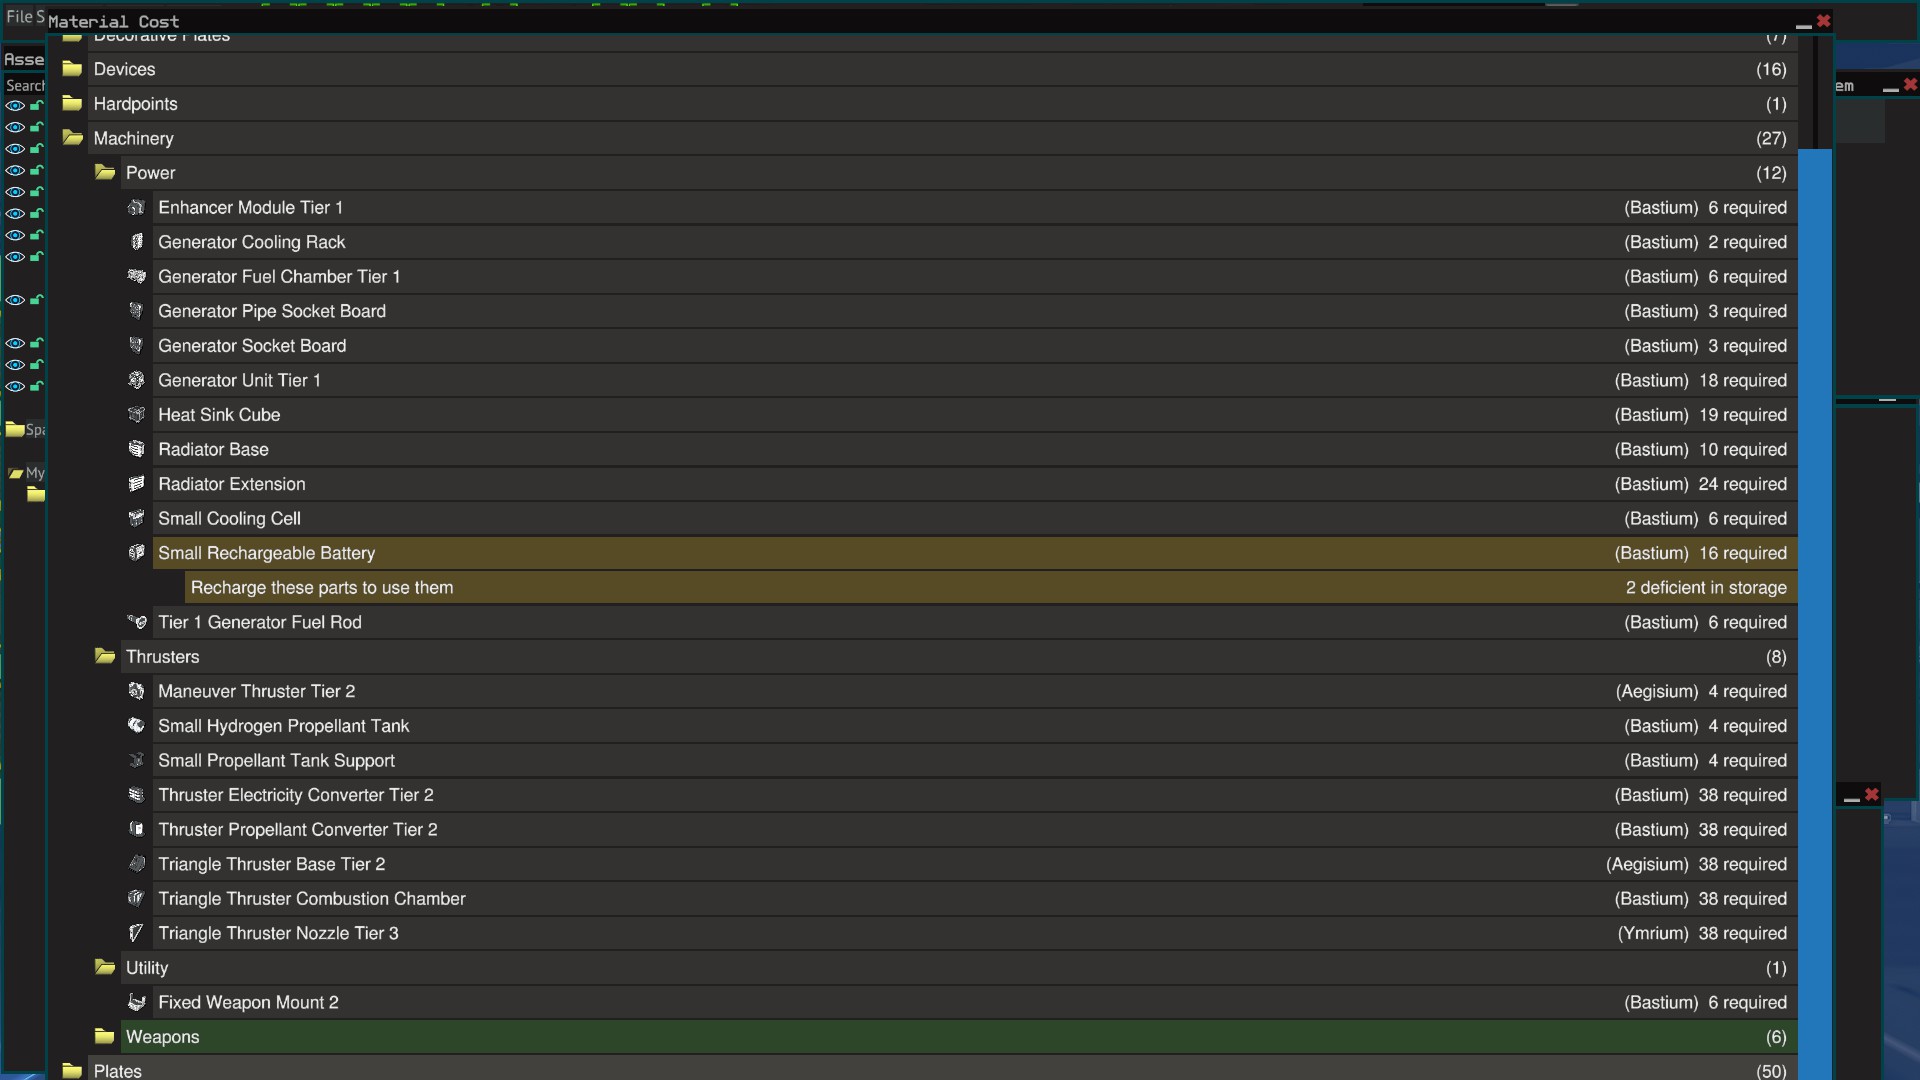 File S
Material Cost
Decorative Plates (7)
Asse
Devices (16)
Search
em
Hardpoints (1)
Machinery (27)
Power (12)
Enhancer Module Tier 1 (Bastium) 6 required
Generator Cooling Rack (Bastium) 2 required
Generator Fuel Chamber Tier 1 (Bastium) 6 required
Generator Pipe Socket Board (Bastium) 3 required
Generator Socket Board (Bastium) 3 required
Generator Unit Tier 1 (Bastium) 18 required
Heat Sink Cube (Bastium) 19 required
Spa
Radiator Base (Bastium) 10 required
My
Radiator Extension (Bastium) 24 required
Small Cooling Cell (Bastium) 6 required
Small Rechargeable Battery (Bastium) 16 required
Recharge these parts to use them 2 deficient in storage
Tier 1 Generator Fuel Rod (Bastium) 6 required
Thrusters (8)
Maneuver Thruster Tier 2 (Aegisium) 4 required
Small Hydrogen Propellant Tank (Bastium) 4 required
Small Propellant Tank Support (Bastium) 4 required
Thruster Electricity Converter Tier 2 (Bastium) 38 required
Thruster Propellant Converter Tier 2 (Bastium) 38 required
Triangle Thruster Base Tier 2 (Aegisium) 38 required
Triangle Thruster Combustion Chamber (Bastium) 38 required
Triangle Thruster Nozzle Tier 3 (Ymrium) 38 required
Utility (1)
Fixed Weapon Mount 2 (Bastium) 6 required
Weapons (6)
Plates (50)